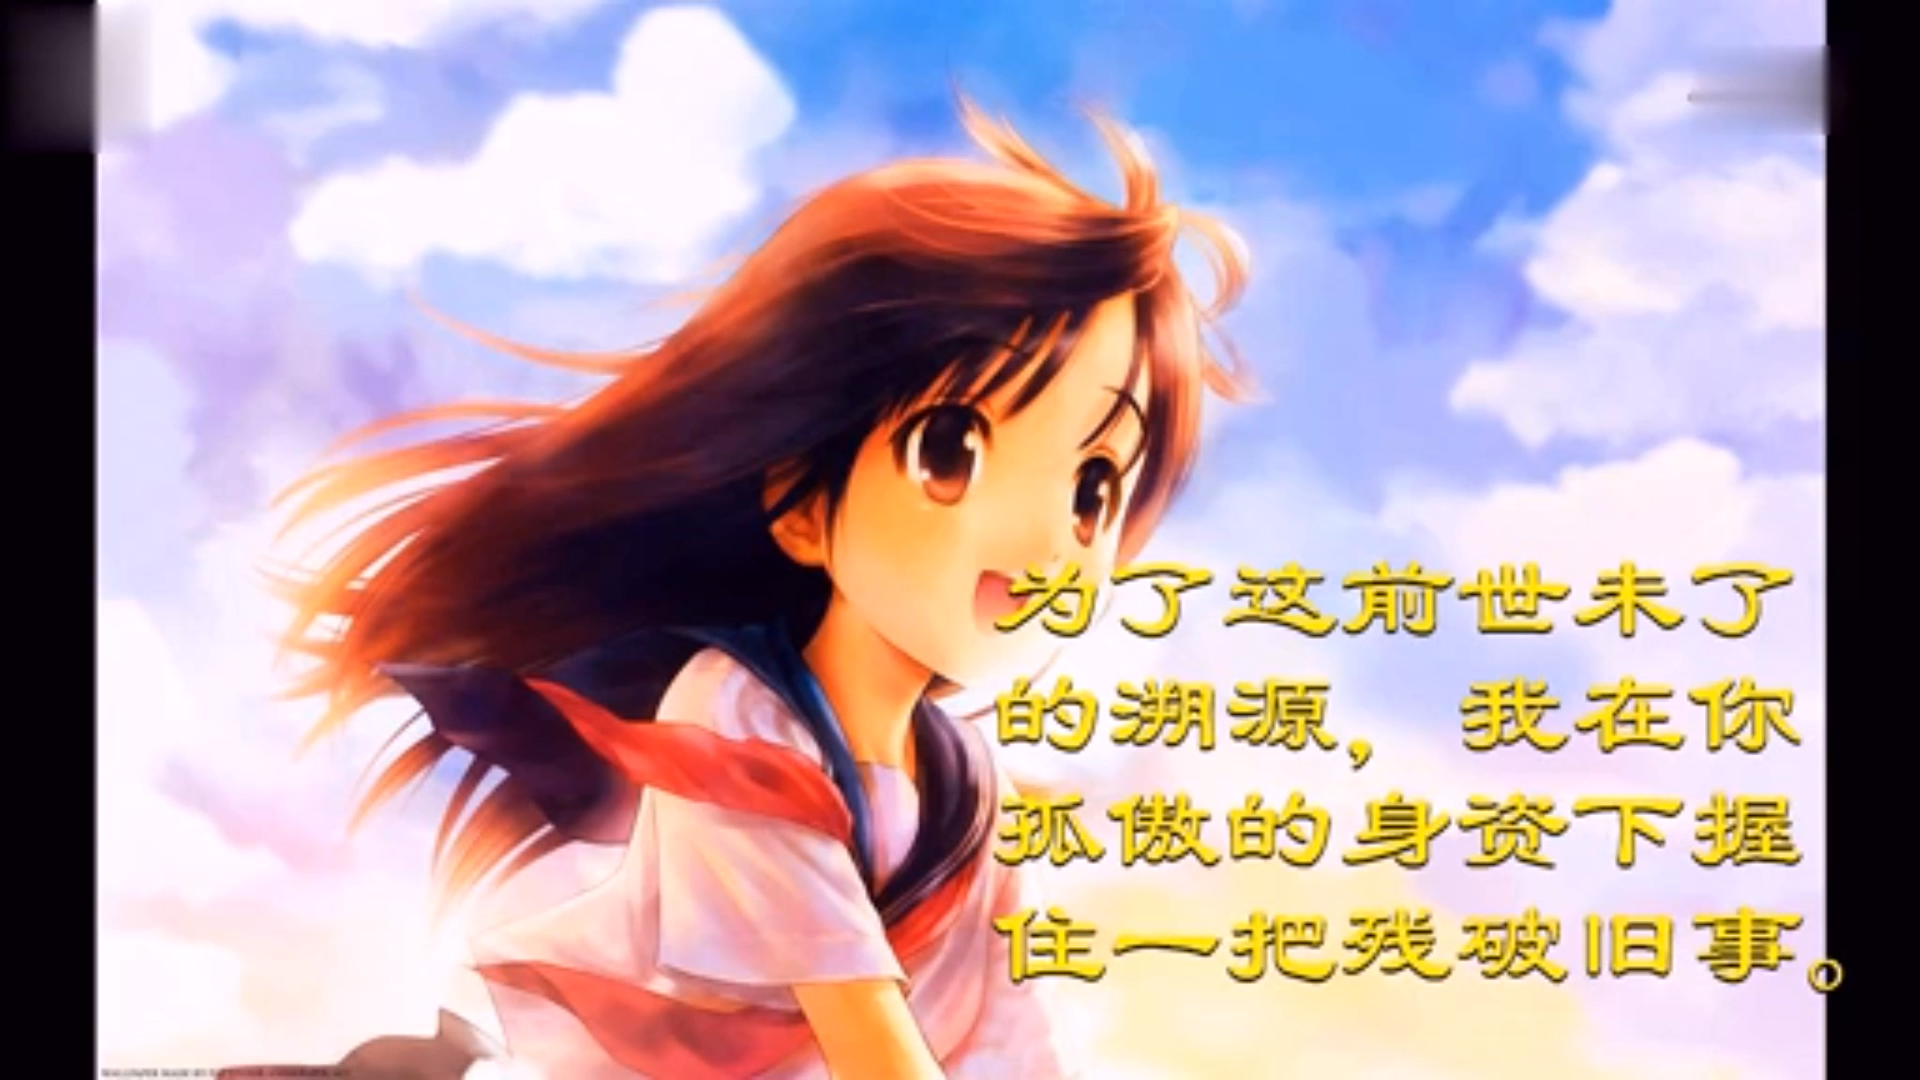 为了这前世未了
的溯源，我在你
孤傲的身资下握
住一把残破旧事。